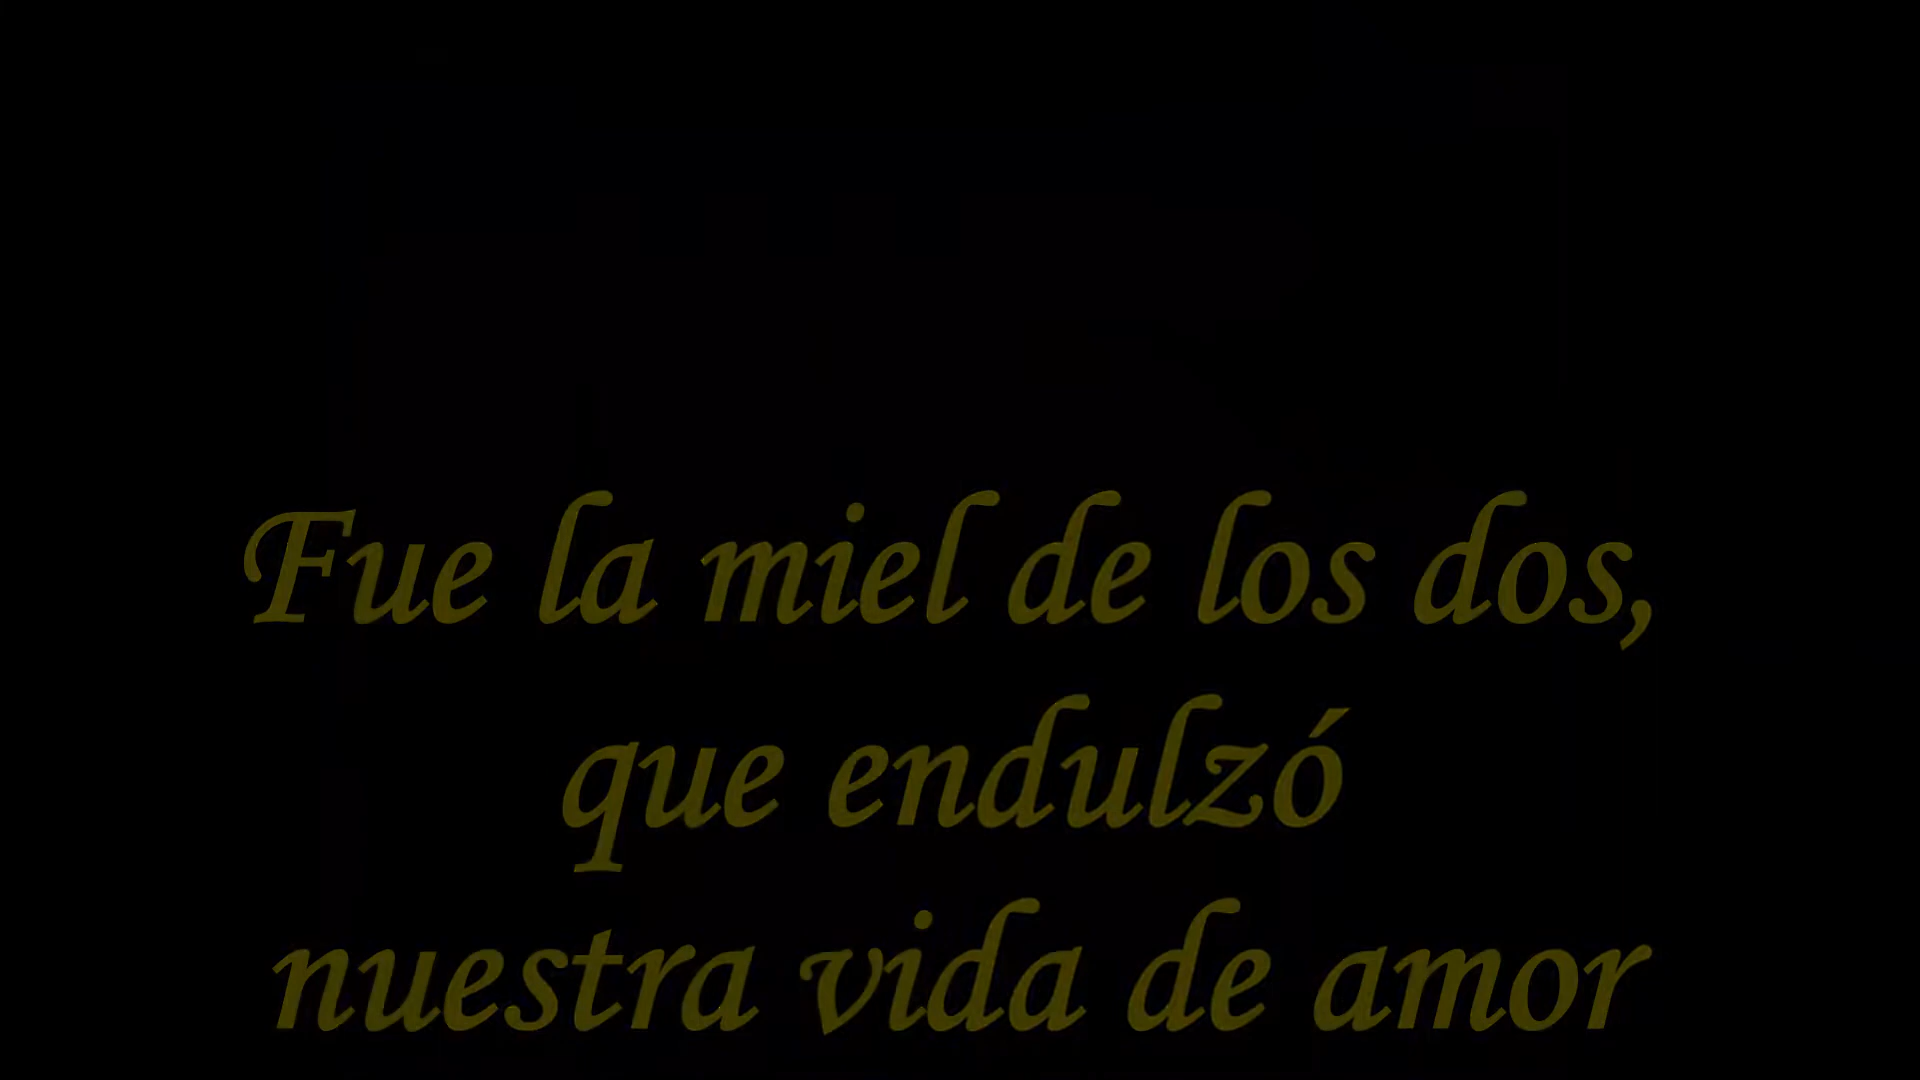 Fue la miel de los dos,
que endulzó
nuestra vida de amor